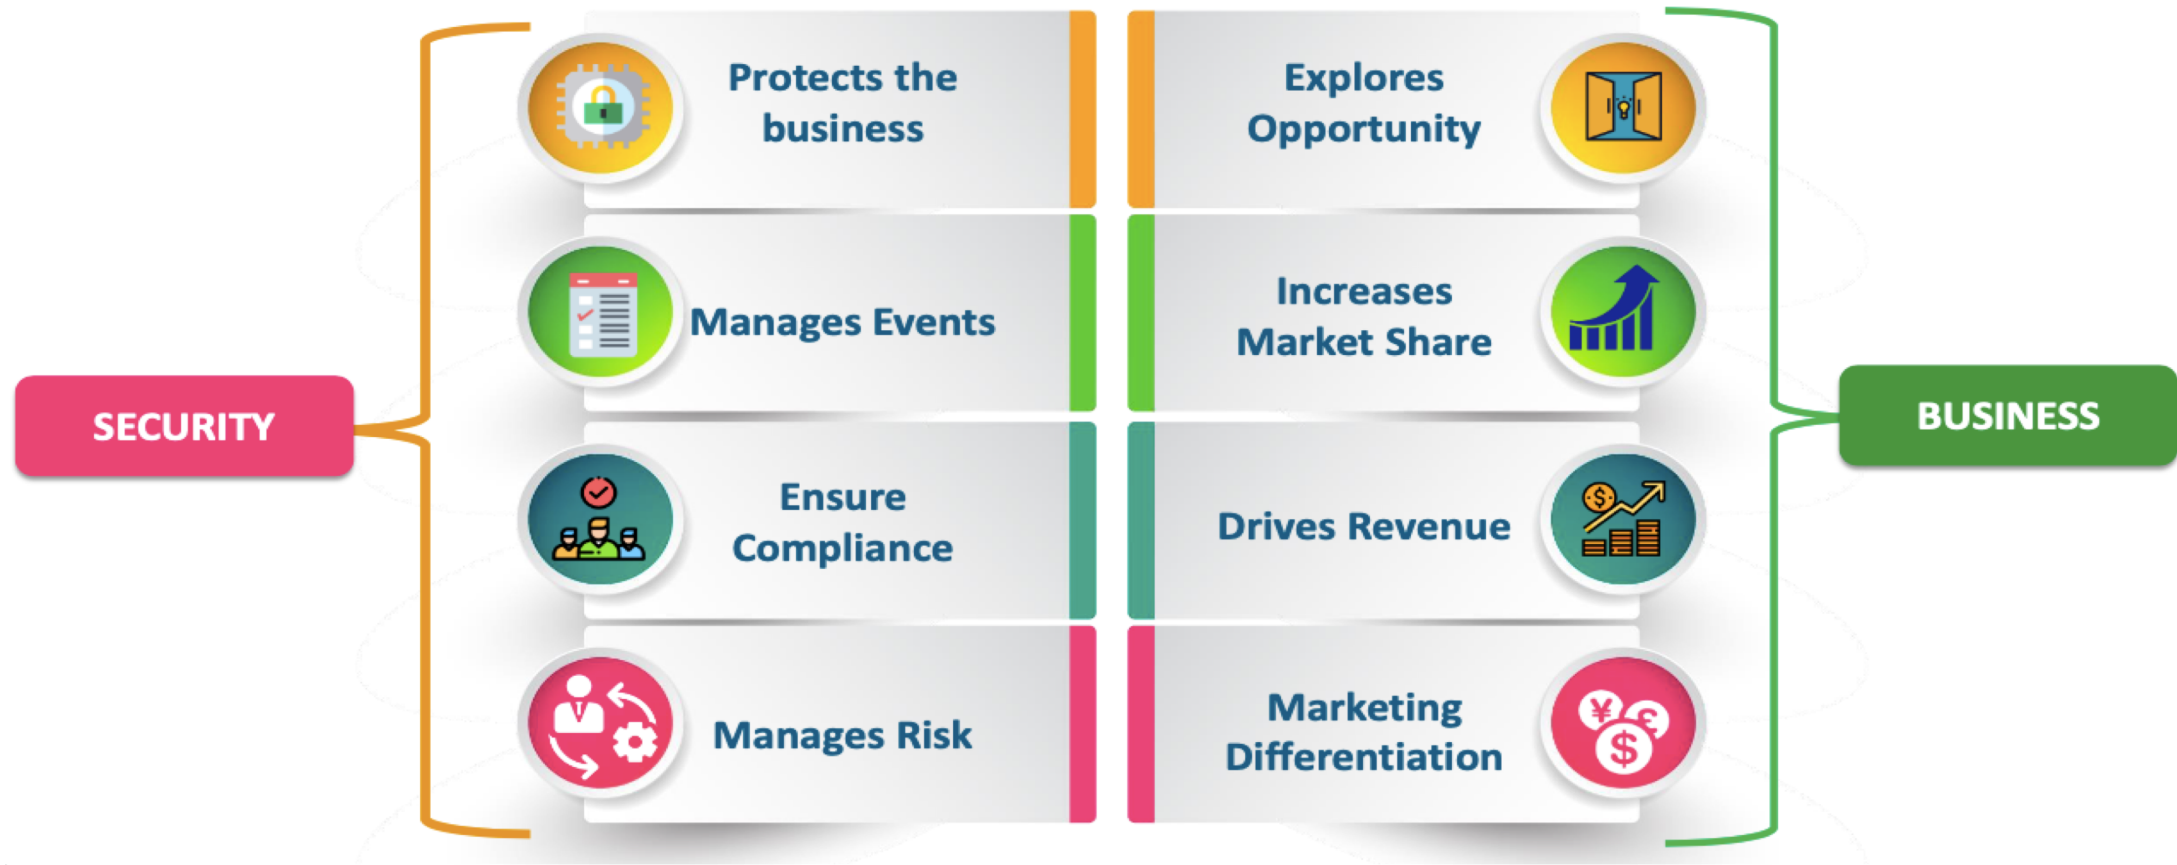 SECURITY
Protects the
business
Manages Events
Ensure
Compliance
Manages Risk
Explores
Opportunity
Increases
Market Share
Drives Revenue
Marketing
Differentiation
BUSINESS
$
¥
£
$